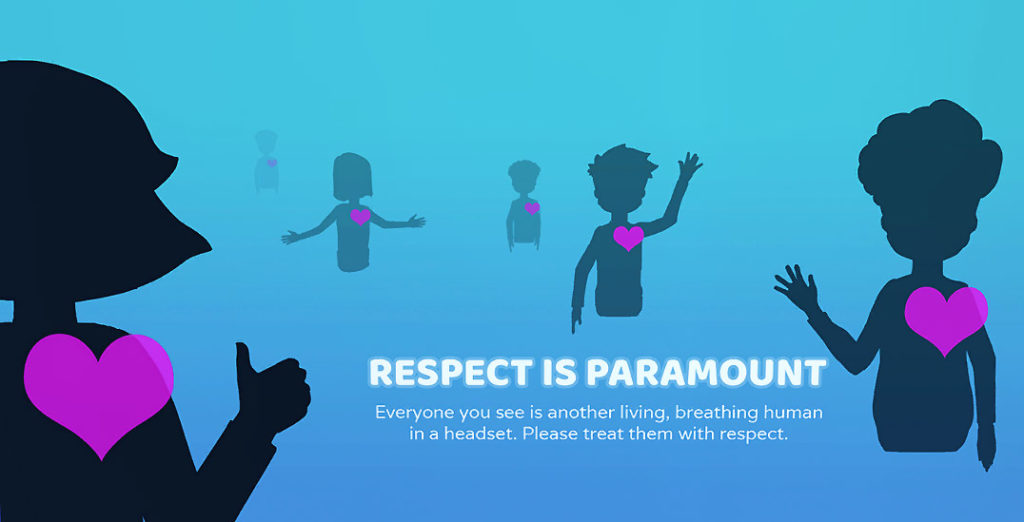 RESPECT IS PARAMOUNT
Everyone you see is another living, breathing human
in a headset. Please treat them with respect.